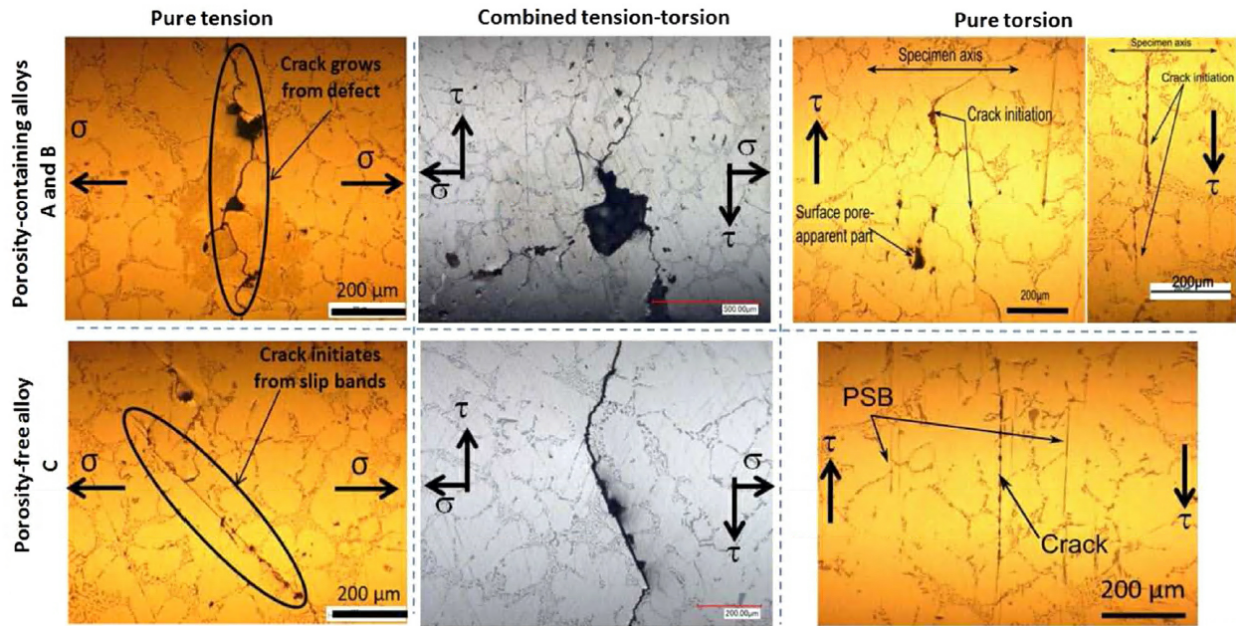 Pure tension
Combined tension-torsion
Pure torsion
Porosity-containing alloys
A and B
Crack grows
from defect
σ
σ
200 µm
τ
σ
σ
τ
500.00µm
Specimen axis
τ
Crack initiation
Surface pore-
apparent part
200µm
Specimen axis
Crack initiation
τ
200µm
Porosity-free alloy
C
Crack initiates
from slip bands
σ
σ
200 µm
τ
σ
σ
τ
200.00µm
PSB
τ
τ
Crack
200 µm